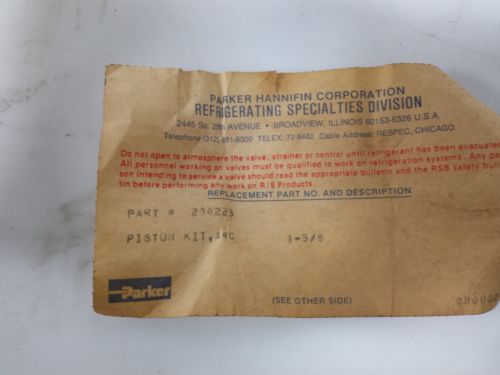 PARKER HANNIFIN CORPORATION
REFRIGERATING SPECIALTIES DIVISION
2445 So. 25th AVENUE • BROADVIEW, ILLINOIS 60153-6326 U.S.A.
Telephone (312) 681-6300 TELEX: 72-8462 Cable Address: RESPEC, CHICAGO
Do not open to atmosphere the valve, strainer or control until refrigerant has been evacuated
All personnel working on valves must be qualified to work on refrigeration systems. Any per
son intending to service a valve should read the appropriate bulletin and the RSB safety bul
tin before performing any work on R/S Products.
REPLACEMENT PART NO. AND DESCRIPTION
PART # 200223
PISTON KIT, 1-5/8
Parker
(SEE OTHER SIDE)